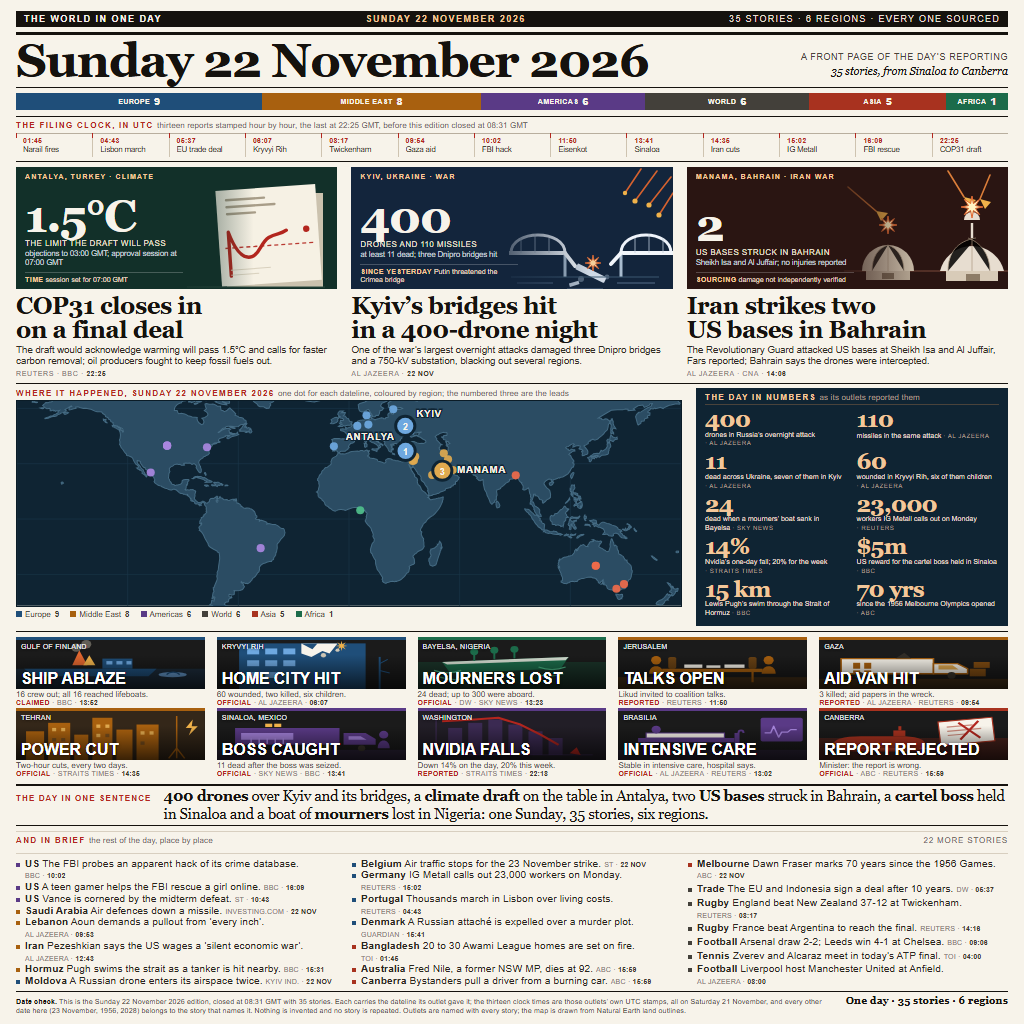 THE WORLD IN ONE DAY
SUNDAY 22 NOVEMBER 2026
35 STORIES · 6 REGIONS · EVERY ONE SOURCED
Sunday 22 November 2026
A FRONT PAGE OF THE DAY'S REPORTING
35 stories, from Sinaloa to Canberra
EUROPE 9
MIDDLE EAST 8
AMERICAS 6
WORLD 6
ASIA 5
AFRICA 1
THE FILING CLOCK, IN UTC thirteen reports stamped hour by hour, the last at 22:25 GMT, before this edition closed at 08:31 GMT
01:45
Narail fires
04:43
Lisbon march
05:37
EU trade deal
06:07
Kryvyi Rih
08:17
Twickenham
09:54
Gaza aid
10:02
FBI hack
11:50
Eisenkot
13:41
Sinaloa
14:35
Iran cuts
15:02
IG Metall
16:09
FBI rescue
22:25
COP31 draft
ANTALYA, TURKEY · CLIMATE
1.5°C
THE LIMIT THE DRAFT WILL PASS
objections to 03:00 GMT; approval session at
07:00 GMT
TIME session set for 07:00 GMT
KYIV, UKRAINE · WAR
400
DRONES AND 110 MISSILES
at least 11 dead; three Dnipro bridges hit
SINCE YESTERDAY Putin threatened the
Crimea bridge
MANAMA, BAHRAIN · IRAN WAR
2
US BASES STRUCK IN BAHRAIN
Sheikh Isa and Al Juffair; no injuries reported
SOURCING damage not independently verified
COP31 closes in
on a final deal
The draft would acknowledge warming will pass 1.5°C and calls for faster
carbon removal; oil producers fought to keep fossil fuels out.
REUTERS · BBC · 22:25
Kyiv's bridges hit
in a 400-drone night
One of the war's largest overnight attacks damaged three Dnipro bridges
and a 750-kV substation, blacking out several regions.
AL JAZEERA · 22 NOV
Iran strikes two
US bases in Bahrain
The Revolutionary Guard attacked US bases at Sheikh Isa and Al Juffair,
Fars reported; Bahrain says the drones were intercepted.
AL JAZEERA · CNA · 14:06
WHERE IT HAPPENED, SUNDAY 22 NOVEMBER 2026 one dot for each dateline, coloured by region; the numbered three are the leads
KYIV
2
ANTALYA
1
3
MANAMA
Europe 9
Middle East 8
Americas 6
World 6
Asia 5
Africa 1
THE DAY IN NUMBERS as its outlets reported them
400
drones in Russia's overnight attack
· AL JAZEERA
110
missiles in the same attack · AL JAZEERA
11
dead across Ukraine, seven of them in Kyiv
· AL JAZEERA
60
wounded in Kryvyi Rih, six of them children
· AL JAZEERA
24
dead when a mourners' boat sank in
Bayelsa · SKY NEWS
23,000
workers IG Metall calls out on Monday
· REUTERS
14%
Nvidia's one-day fall; 20% for the week
· STRAITS TIMES
$5m
US reward for the cartel boss held in Sinaloa
· BBC
15 km
Lewis Pugh's swim through the Strait of
Hormuz · BBC
70 yrs
since the 1956 Melbourne Olympics opened
· ABC
GULF OF FINLAND
SHIP ABLAZE
16 crew out; all 16 reached lifeboats.
CLAIMED · BBC · 13:52
KRYVYI RIH
HOME CITY HIT
60 wounded, two killed, six children.
OFFICIAL · AL JAZEERA · 06:07
BAYELSA, NIGERIA
MOURNERS LOST
24 dead; up to 300 were aboard.
OFFICIAL · DW · SKY NEWS · 13:23
JERUSALEM
TALKS OPEN
Likud invited to coalition talks.
REPORTED · REUTERS · 11:50
GAZA
AID VAN HIT
3 killed; aid papers in the wreck.
REPORTED · AL JAZEERA · REUTERS · 09:54
TEHRAN
POWER CUT
Two-hour cuts, every two days.
OFFICIAL · STRAITS TIMES · 14:35
SINALOA, MEXICO
BOSS CAUGHT
11 dead after the boss was seized.
OFFICIAL · SKY NEWS · BBC · 13:41
WASHINGTON
NVIDIA FALLS
Down 14% on the day, 20% this week.
REPORTED · STRAITS TIMES · 22:18
BRASILIA
INTENSIVE CARE
Stable in intensive care, hospital says.
OFFICIAL · AL JAZEERA · REUTERS · 13:02
CANBERRA
REPORT REJECTED
Minister: the report is wrong.
OFFICIAL · ABC · REUTERS · 15:59
THE DAY IN ONE SENTENCE
400 drones over Kyiv and its bridges, a climate draft on the table in Antalya, two US bases struck in Bahrain, a cartel boss held
in Sinaloa and a boat of mourners lost in Nigeria: one Sunday, 35 stories, six regions.
AND IN BRIEF the rest of the day, place by place
22 MORE STORIES
US The FBI probes an apparent hack of its crime database.
BBC · 10:02
US A teen gamer helps the FBI rescue a girl online. BBC · 16:09
US Vance is cornered by the midterm defeat. ST · 10:43
Saudi Arabia Air defences down a missile. INVESTING.COM · 22 NOV
Lebanon Aoun demands a pullout from 'every inch'.
AL JAZEERA · 09:53
Iran Pezeshkian says the US wages a 'silent economic war'.
AL JAZEERA · 12:43
Hormuz Pugh swims the strait as a tanker is hit nearby. BBC · 15:31
Moldova A Russian drone enters its airspace twice. KYIV IND. · 22 NOV
Belgium Air traffic stops for the 23 November strike. ST · 22 NOV
Germany IG Metall calls out 23,000 workers on Monday.
REUTERS · 15:02
Portugal Thousands march in Lisbon over living costs.
REUTERS · 04:43
Denmark A Russian attaché is expelled over a murder plot.
GUARDIAN · 15:41
Bangladesh 20 to 30 Awami League homes are set on fire.
TOI · 01:45
Australia Fred Nile, a former NSW MP, dies at 92. ABC · 15:59
Canberra Bystanders pull a driver from a burning car. ABC · 15:59
Melbourne Dawn Fraser marks 70 years since the 1956 Games.
ABC · 22 NOV
Trade The EU and Indonesia sign a deal after 10 years. DW · 05:37
Rugby England beat New Zealand 37-12 at Twickenham.
REUTERS · 08:17
Rugby France beat Argentina to reach the final. REUTERS · 14:16
Football Arsenal draw 2-2; Leeds win 4-1 at Chelsea. BBC · 09:06
Tennis Zverev and Alcaraz meet in today's ATP final. TOI · 04:00
Football Liverpool host Manchester United at Anfield.
AL JAZEERA · 08:00
Date check. This is the Sunday 22 November 2026 edition, closed at 08:31 GMT with 35 stories. Each carries the dateline its outlet gave it; the thirteen clock times are those outlets' own UTC stamps, all on Saturday 21 November, and every other
date here (23 November, 1956, 2028) belongs to the story that names it. Nothing is invented and no story is repeated. Outlets are named with every story; the map is drawn from Natural Earth land outlines.
One day · 35 stories · 6 regions